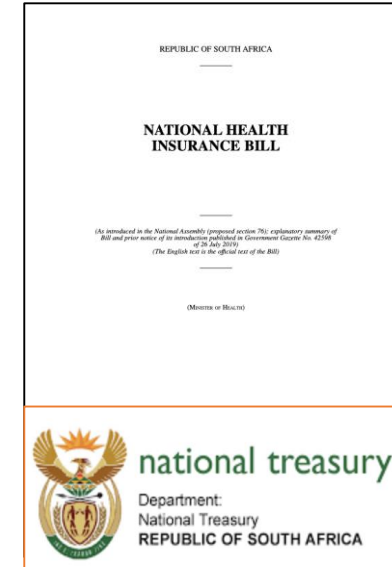 REPUBLIC OF SOUTH AFRICA
NATIONAL HEALTH
INSURANCE BILL
(As introduced in the National Assembly (proposed section 76); explanatory summary of
Bill and prior notice of its introduction published in Government Gazette No. 42598
of 26 July 2019)
(The English text is the official text of the Bill)
(MINISTER OF HEALTH)
national treasury
Department:
National Treasury
REPUBLIC OF SOUTH AFRICA